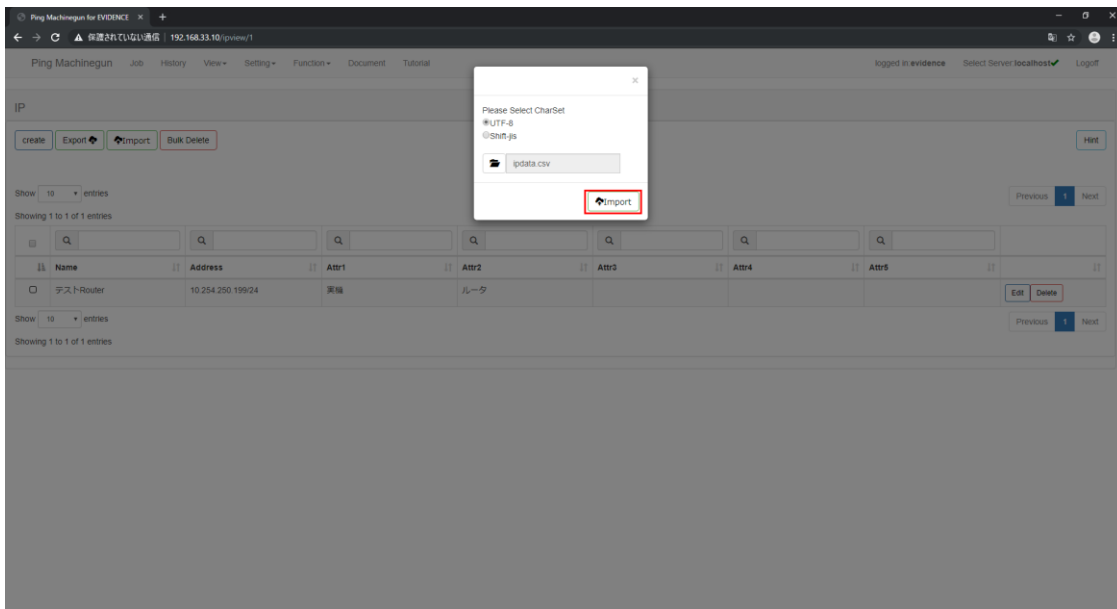 Ping Machinegun for EVIDENCE
保護されていない通信 | 192.168.33.10/ipview/1
Ping Machinegun Job History View Setting Function Document Tutorial logged in evidence Select Server:localhost Logoff
Please Select CharSet
UTF-8
Shift-jis
ipdata.csv
Import
IP
create Export Import Bulk Delete Hint
Show 10 entries Previous 1 Next
Showing 1 to 1 of 1 entries
Name Address Attr1 Attr2 Attr3 Attr4 Attr5
テストRouter 10.254.250.199/24 実機 ルータ Edit Delete
Show 10 entries Previous 1 Next
Showing 1 to 1 of 1 entries